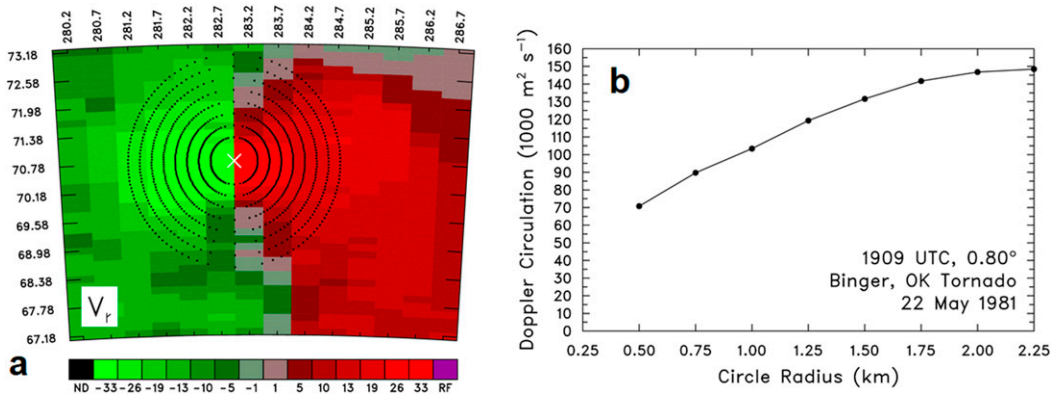 280.2 280.7 281.2 281.7 282.2 282.7 283.2 283.7 284.2 284.7 285.2 285.7 286.2 286.7
73.18
72.58
71.98
71.38
70.78
70.18
69.58
68.98
68.38
67.78
67.18
Vr
a
ND -33 -26 -19 -13 -10 -5 -1 1 5 10 13 19 26 33 RF
b
Doppler Circulation (1000 m² s⁻¹)
160
150
140
130
120
110
100
90
80
70
60
50
40
30
20
10
0
1909 UTC, 0.80°
Binger, OK Tornado
22 May 1981
0.25 0.50 0.75 1.00 1.25 1.50 1.75 2.00 2.25
Circle Radius (km)